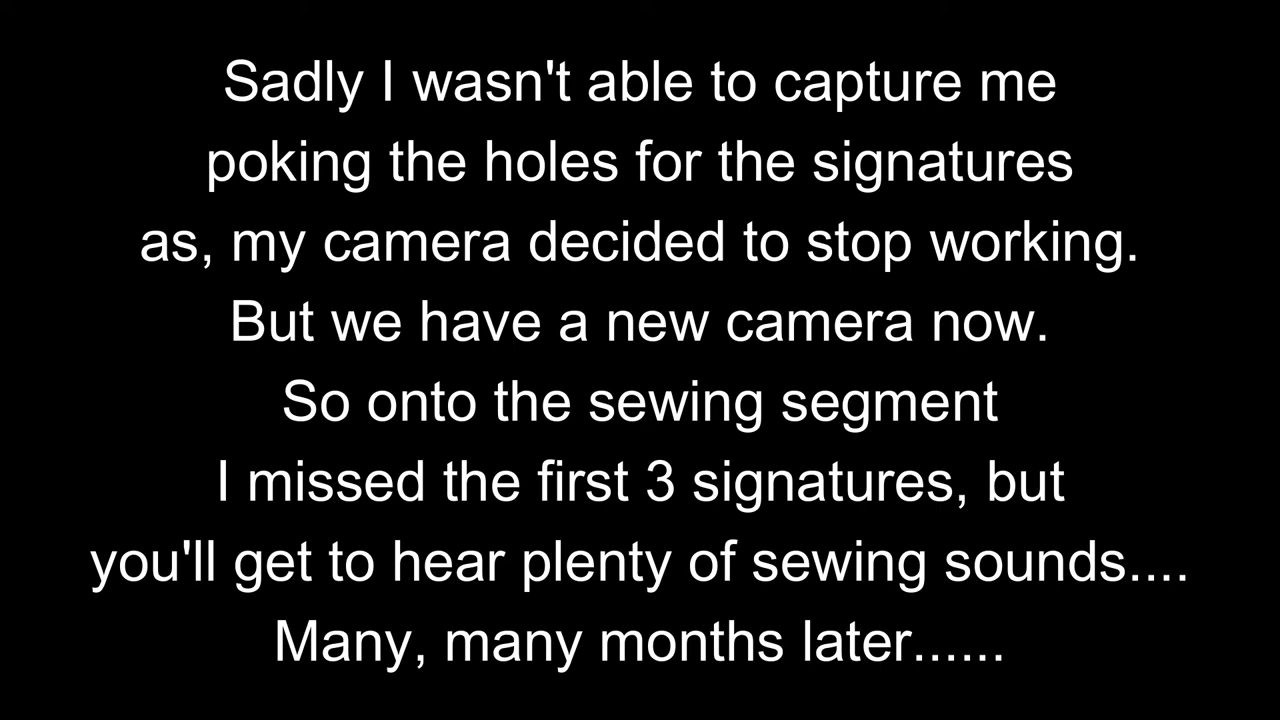 Sadly I wasn't able to capture me
poking the holes for the signatures
as, my camera decided to stop working.
But we have a new camera now.
So onto the sewing segment
I missed the first 3 signatures, but
you'll get to hear plenty of sewing sounds....
Many, many months later......